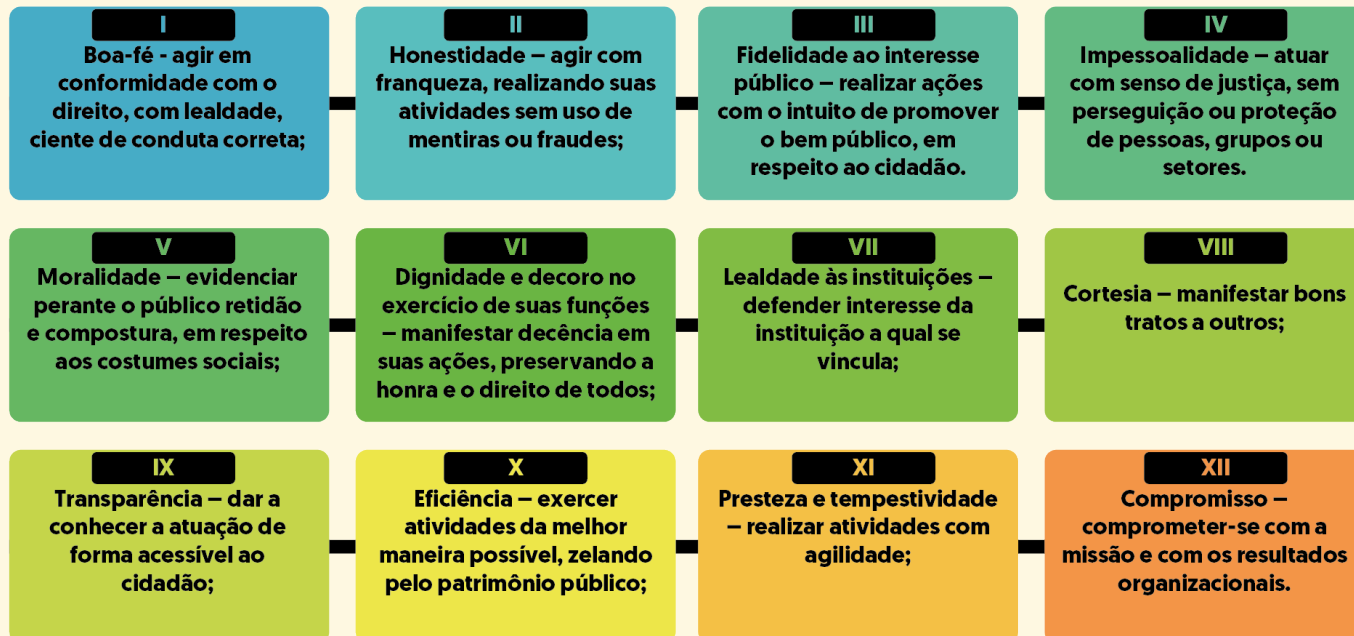 I
Boa-fé - agir em
conformidade com o
direito, com lealdade,
ciente de conduta correta;
II
Honestidade – agir com
franqueza, realizando suas
atividades sem uso de
mentiras ou fraudes;
III
Fidelidade ao interesse
público – realizar ações
com o intuito de promover
o bem público, em
respeito ao cidadão.
IV
Impessoalidade – atuar
com senso de justiça, sem
perseguição ou proteção
de pessoas, grupos ou
setores.
V
Moralidade – evidenciar
perante o público retidão
e compostura, em respeito
aos costumes sociais;
VI
Dignidade e decoro no
exercício de suas funções
– manifestar decência em
suas ações, preservando a
honra e o direito de todos;
VII
Lealdade às instituições –
defender interesse da
instituição a qual se
vincula;
VIII
Cortesia – manifestar bons
tratos a outros;
IX
Transparência – dar a
conhecer a atuação de
forma acessível ao
cidadão;
X
Eficiência – exercer
atividades da melhor
maneira possível, zelando
pelo patrimônio público;
XI
Presteza e tempestividade
– realizar atividades com
agilidade;
XII
Compromisso –
comprometer-se com a
missão e com os resultados
organizacionais.